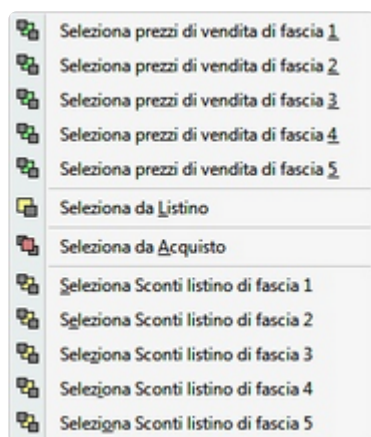 Seleziona prezzi di vendita di fascia 1
Seleziona prezzi di vendita di fascia 2
Seleziona prezzi di vendita di fascia 3
Seleziona prezzi di vendita di fascia 4
Seleziona prezzi di vendita di fascia 5
Seleziona da Listino
Seleziona da Acquisto
Seleziona Sconti listino di fascia 1
Seleziona Sconti listino di fascia 2
Seleziona Sconti listino di fascia 3
Seleziona Sconti listino di fascia 4
Seleziona Sconti listino di fascia 5